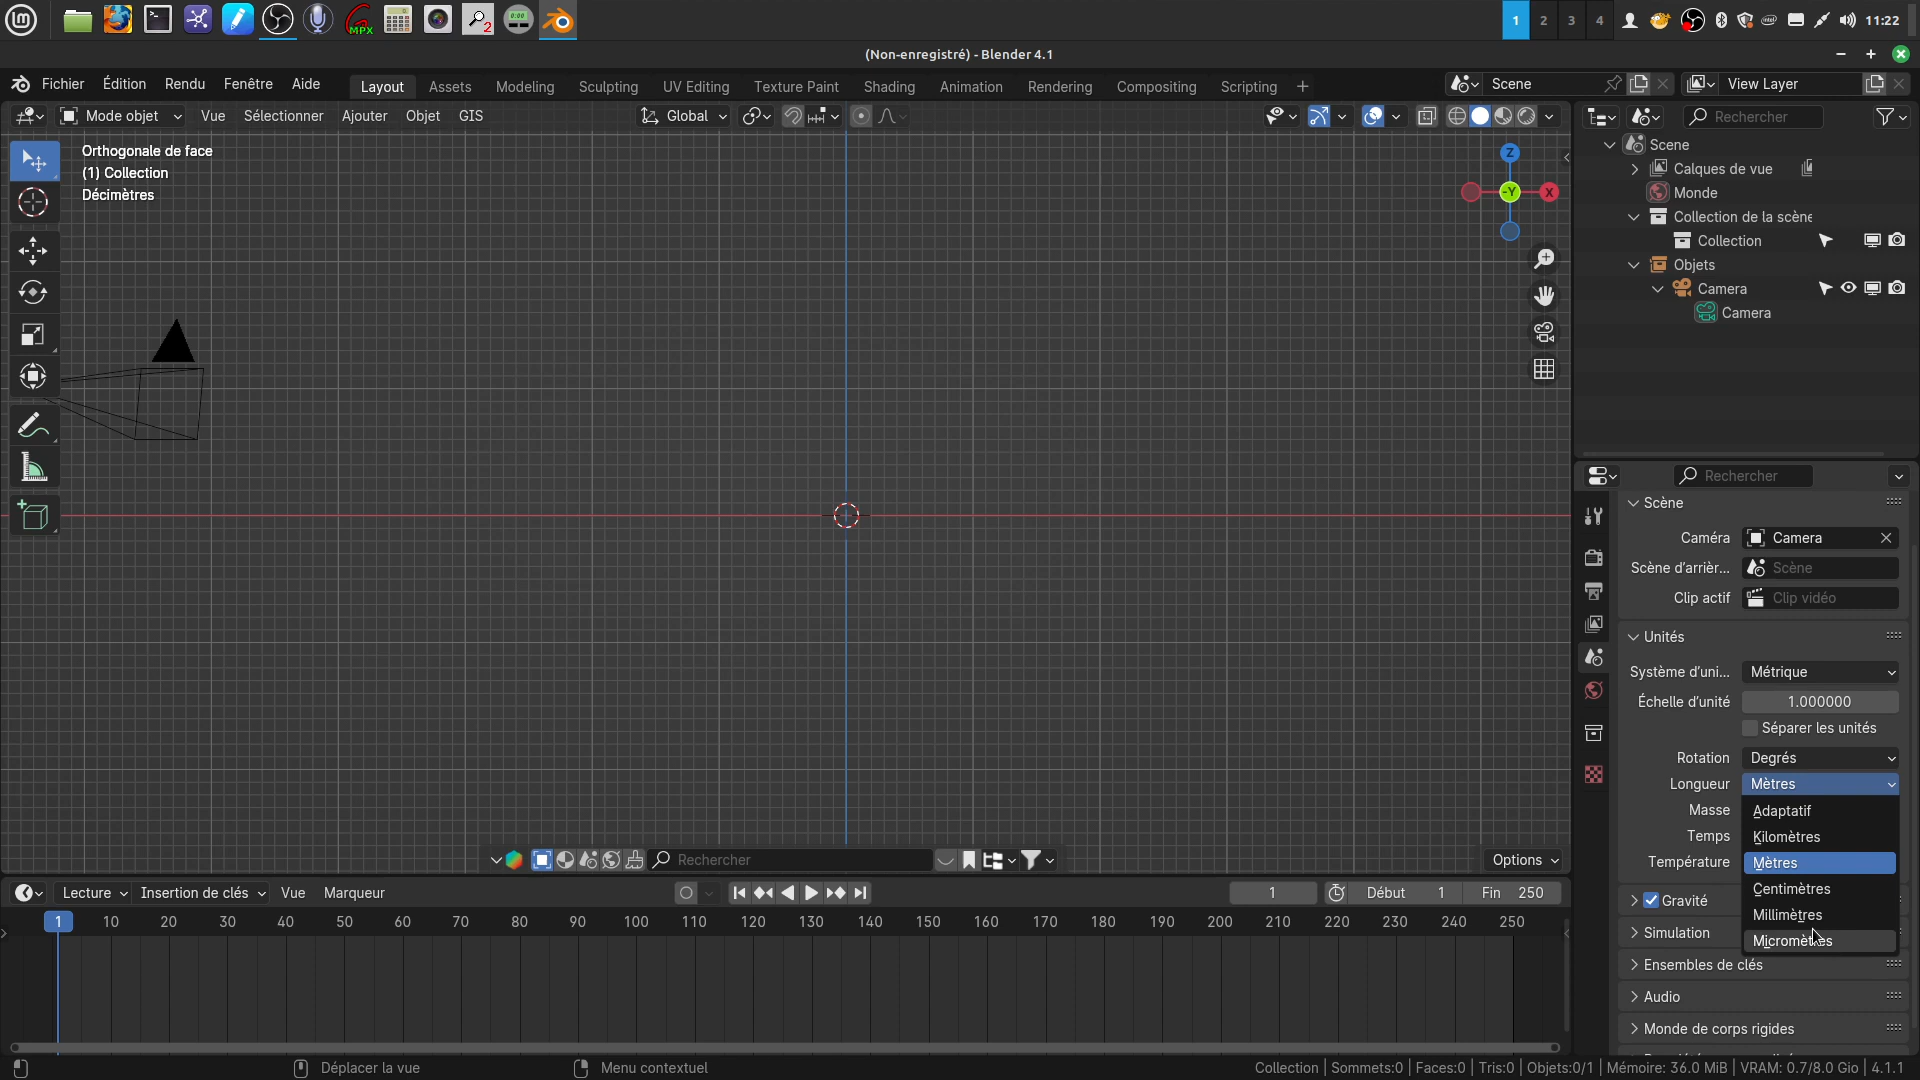 MPX
2
0:00
1 2 3 4
11:22
(Non-enregistré) - Blender 4.1
Fichier Édition Rendu Fenêtre Aide Layout Assets Modeling Sculpting UV Editing Texture Paint Shading Animation Rendering Compositing Scripting + Scene View Layer
Mode objet Vue Sélectionner Ajouter Objet GIS Global
Rechercher
Orthogonale de face
(1) Collection
Décimètres
Z
-Y
X
Scene
Calques de vue
Monde
Collection de la scène
Collection
Objets
Camera
Camera
Rechercher
Scène
Caméra Camera
Scène d'arrièr... Scène
Clip actif Clip vidéo
Unités
Système d'uni... Métrique
Échelle d'unité 1.000000
Séparer les unités
Rotation Degrés
Longueur Mètres
Masse
Temps
Température
Adaptatif
Kilomètres
Mètres
Centimètres
Millimètres
Micromètres
Gravité
Simulation
Ensembles de clés
Audio
Monde de corps rigides
Rechercher Options
Lecture Insertion de clés Vue Marqueur 1 Début 1 Fin 250
1 10 20 30 40 50 60 70 80 90 100 110 120 130 140 150 160 170 180 190 200 210 220 230 240 250
Déplacer la vue Menu contextuel Collection | Sommets:0 | Faces:0 | Tris:0 | Objets:0/1 | Mémoire: 36.0 MiB | VRAM: 0.7/8.0 Gio | 4.1.1